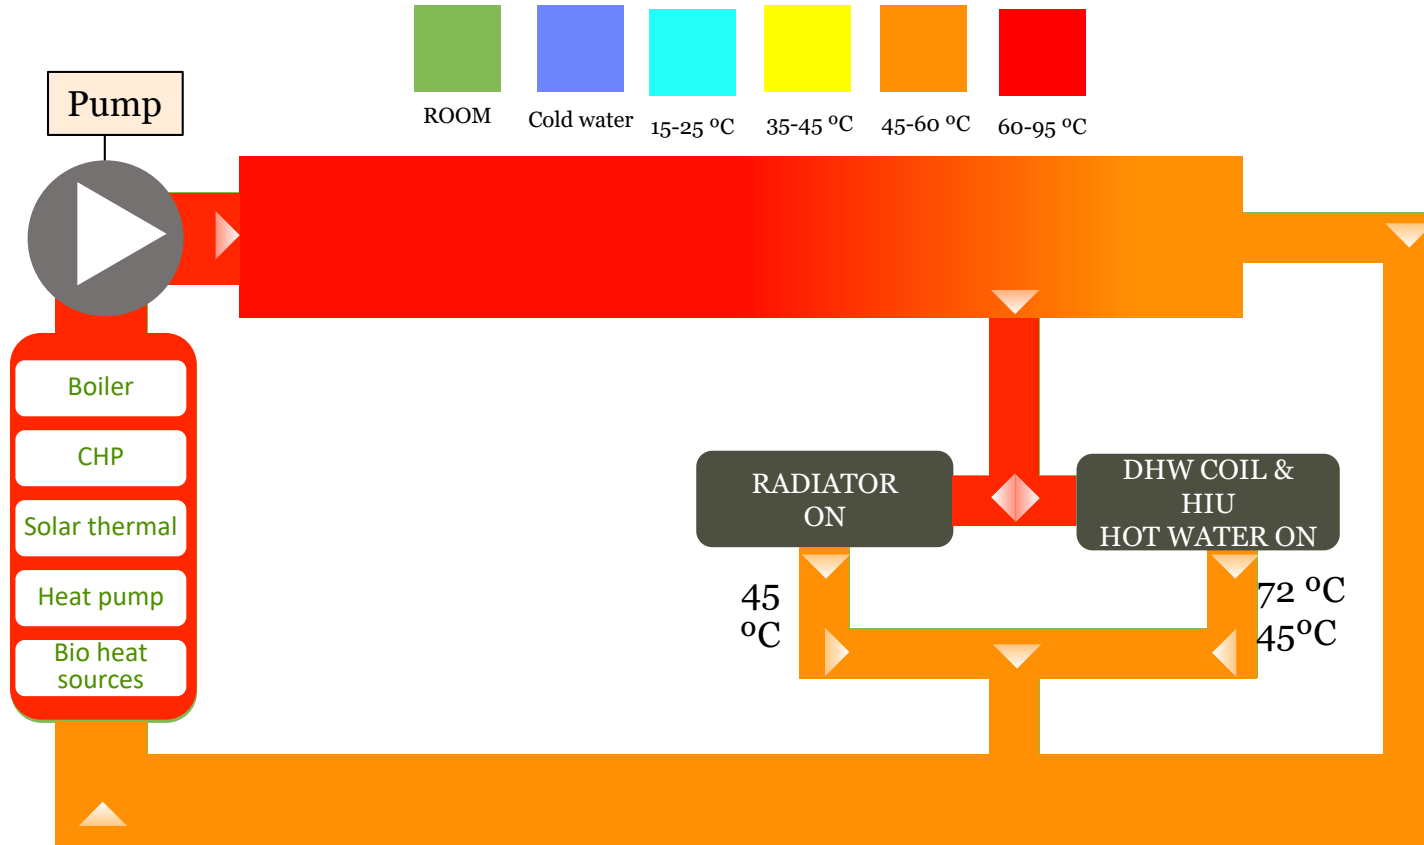 Pump
ROOM
Cold water
15-25 ºC
35-45 ºC
45-60 ºC
60-95 ºC
Boiler
CHP
Solar thermal
Heat pump
Bio heat
sources
RADIATOR
ON
DHW COIL &
HIU
HOT WATER ON
45
ºC
72 ºC
45ºC